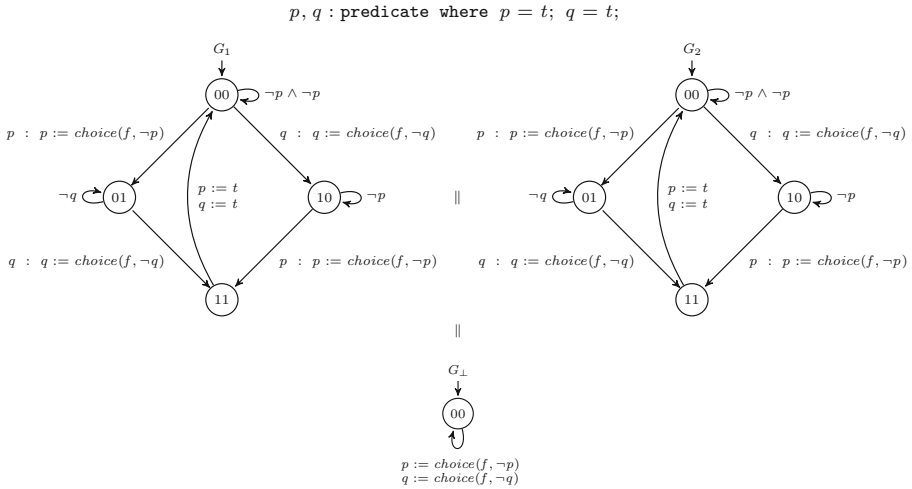 p, q : predicate where p = t; q = t;
G₁ G₂
00 ¬p ∧ ¬p 00 ¬p ∧ ¬p
p : p := choice(f, ¬p) q : q := choice(f, ¬q) p : p := choice(f, ¬p) q : q := choice(f, ¬q)
p := t p := t
¬q 01 10 ¬p ∥ ¬q 01 10 ¬p
q := t q := t
q : q := choice(f, ¬q) p : p := choice(f, ¬p) q : q := choice(f, ¬q) p : p := choice(f, ¬p)
11 11
∥
G⊥
00
p := choice(f, ¬p)
q := choice(f, ¬q)